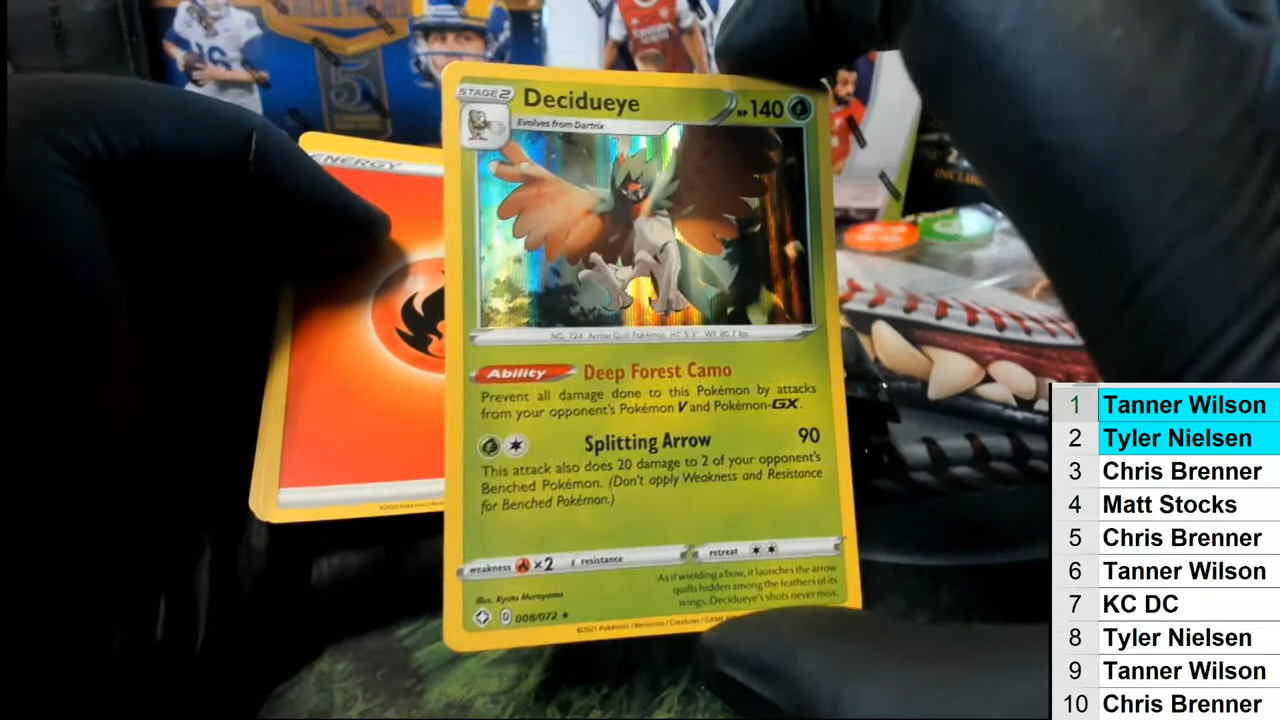 STAGE 2
Decidueye
HP 140
Evolves from Dartrix
ENERGY
NO. 724 Arrow Quill Pokémon HT: 5'3" WT: 80.7 lbs.
Ability Deep Forest Camo
Prevent all damage done to this Pokémon by attacks
from your opponent's Pokémon V and Pokémon-GX.
Splitting Arrow 90
This attack also does 20 damage to 2 of your opponent's
Benched Pokémon. (Don't apply Weakness and Resistance
for Benched Pokémon.)
weakness ×2 resistance retreat
As if wielding a bow, it launches the arrow
quills hidden among the feathers of its
wings. Decidueye's shots never miss.
Illus. Ryota Murayama
D 008/072 ★
©2021 Pokémon / Nintendo / Creatures / GAME
1 Tanner Wilson
2 Tyler Nielsen
3 Chris Brenner
4 Matt Stocks
5 Chris Brenner
6 Tanner Wilson
7 KC DC
8 Tyler Nielsen
9 Tanner Wilson
10 Chris Brenner